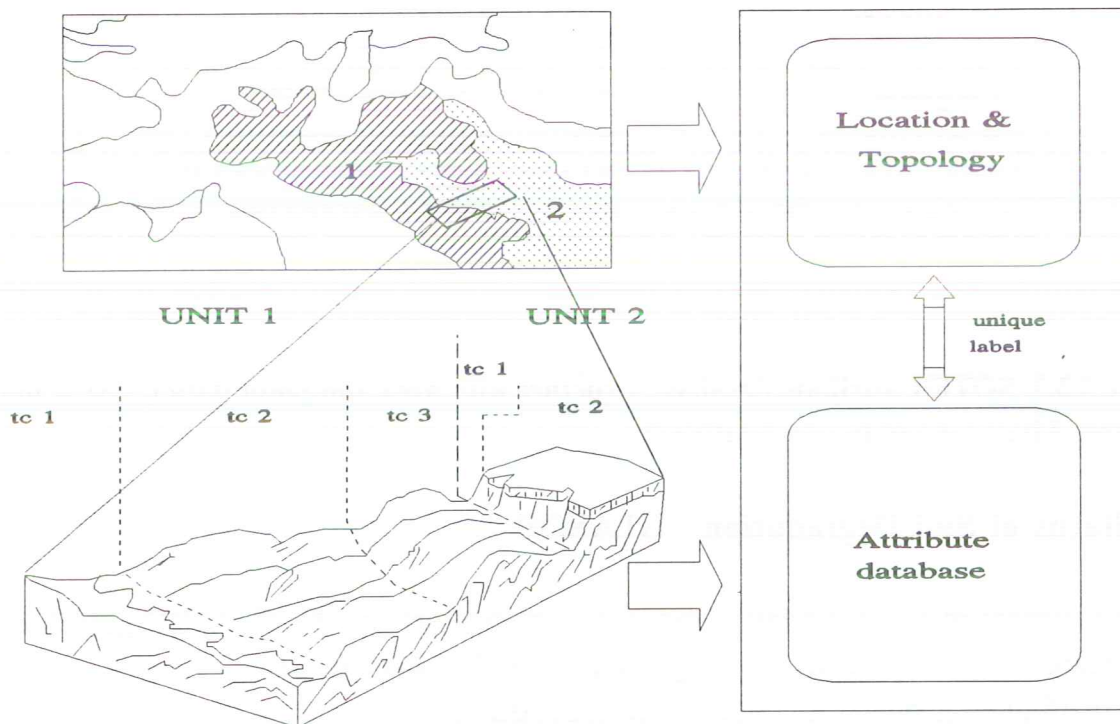 1
2
Location &
Topology
UNIT 1
UNIT 2
unique
label
tc 1
tc 1
tc 2
tc 3
tc 2
Attribute
database